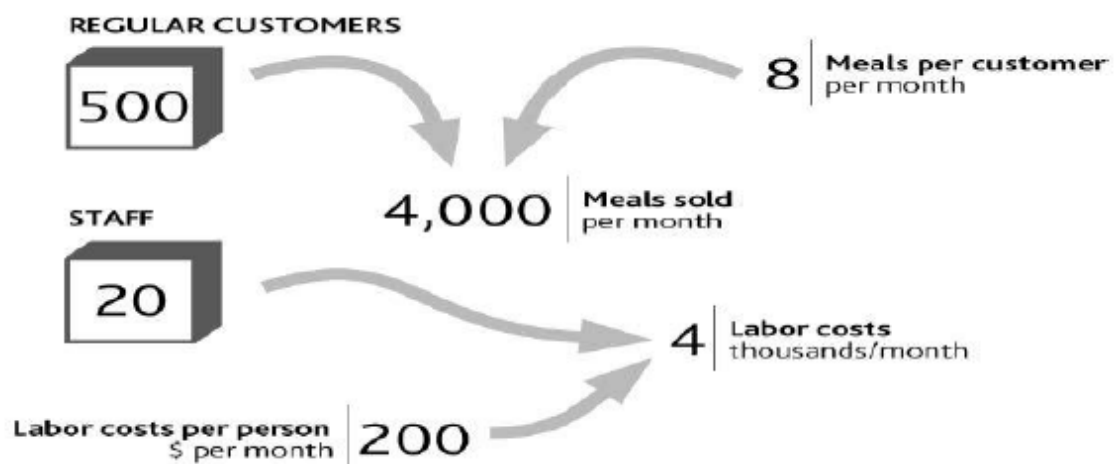 REGULAR CUSTOMERS
500
8
Meals per customer
per month
4,000
Meals sold
per month
STAFF
20
4
Labor costs
thousands/month
Labor costs per person
$ per month
200